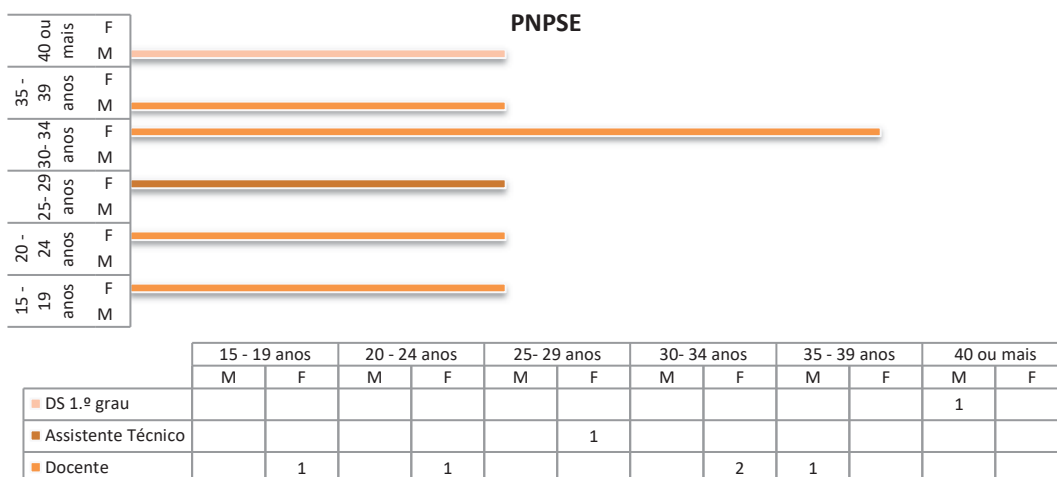 PNPSE
40 ou mais F
M
35 - 39 anos F
M
30- 34 anos F
M
25- 29 anos F
M
20 - 24 anos F
M
15 - 19 anos F
M
15 - 19 anos 20 - 24 anos 25- 29 anos 30- 34 anos 35 - 39 anos 40 ou mais
M F M F M F M F M F M F
DS 1.º grau 1
Assistente Técnico 1
Docente 1 1 2 1